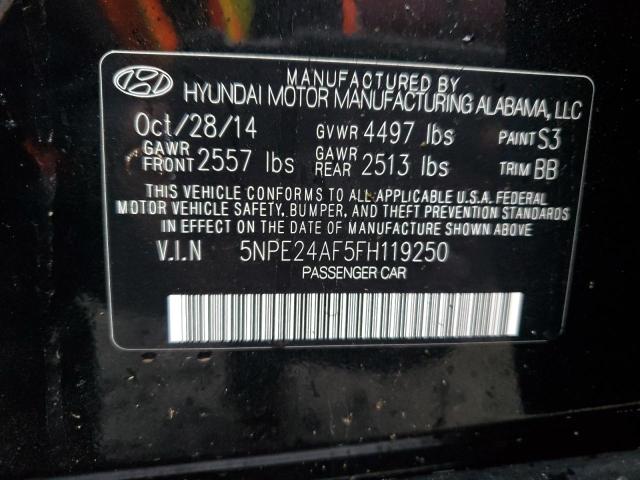 MANUFACTURED BY
HYUNDAI MOTOR MANUFACTURING ALABAMA, LLC
Oct/28/14 GVWR 4497 lbs PAINT S3
GAWR FRONT 2557 lbs GAWR REAR 2513 lbs TRIM BB
THIS VEHICLE CONFORMS TO ALL APPLICABLE U.S.A. FEDERAL
MOTOR VEHICLE SAFETY, BUMPER, AND THEFT PREVENTION STANDARDS
IN EFFECT ON THE DATE OF MANUFACTURE SHOWN ABOVE.
V.I.N 5NPE24AF5FH119250
PASSENGER CAR